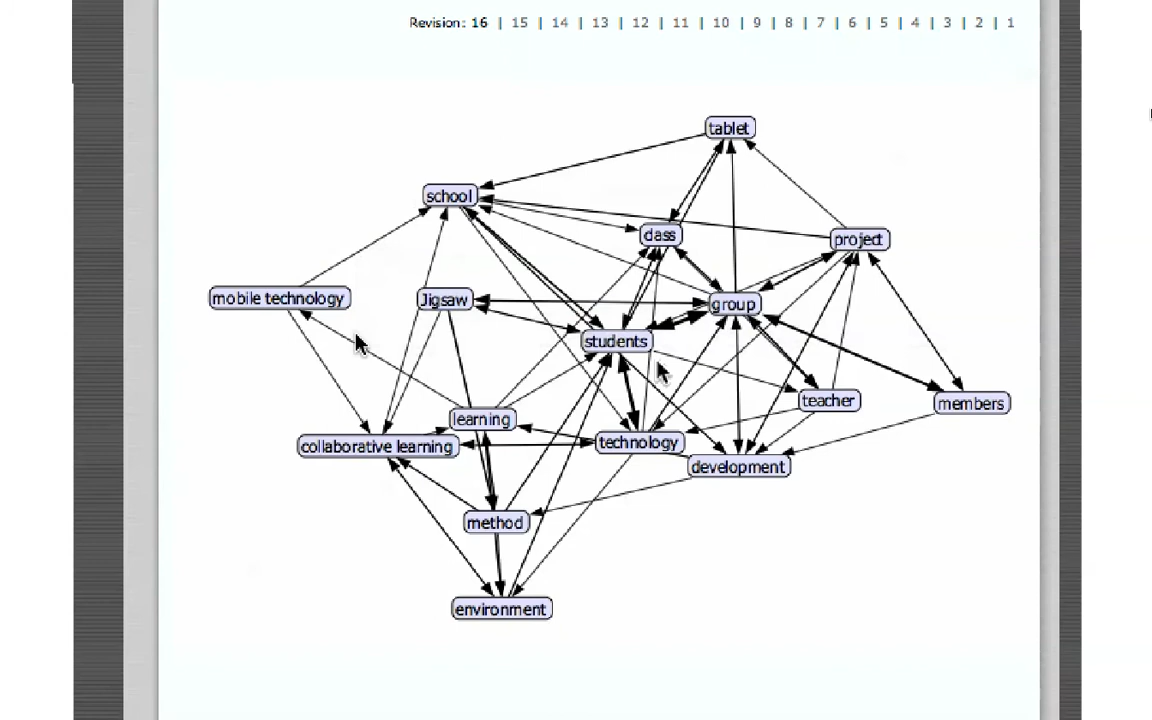 Revision: 16 | 15 | 14 | 13 | 12 | 11 | 10 | 9 | 8 | 7 | 6 | 5 | 4 | 3 | 2 | 1
tablet
school
class
project
mobile technology
Jigsaw
group
students
teacher
members
learning
collaborative learning
technology
development
method
environment